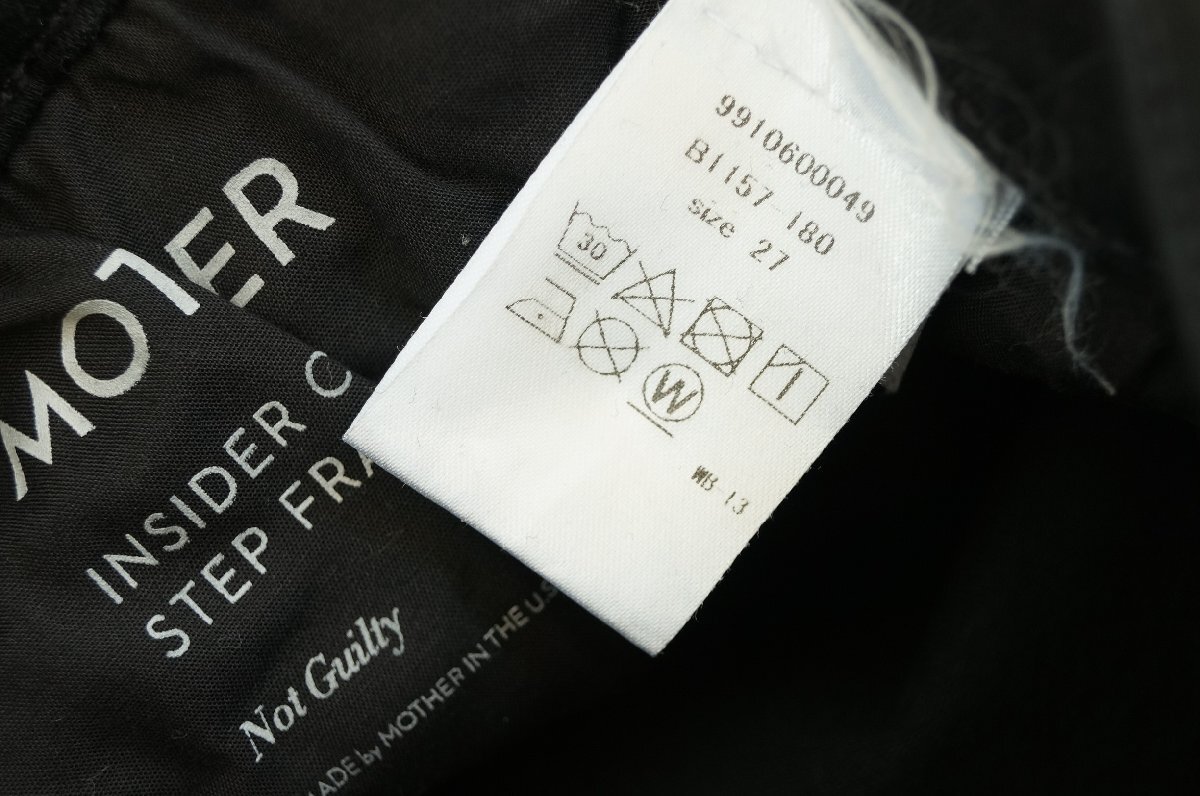 MOTHER
INSIDER C
STEP FRA
Not Guilty
MADE by MOTHER IN THE U.S
9910600049
B1157-180
size 27
30
W
WB 13